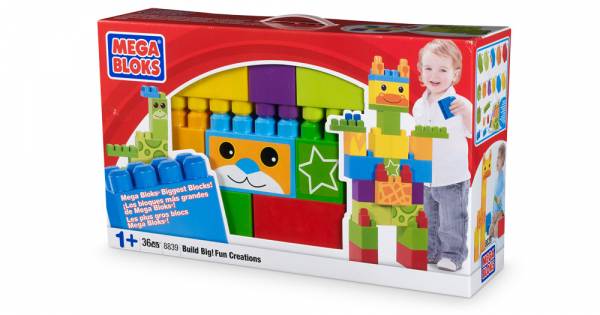 MEGA
BLOKS
Mega Bloks® Biggest Blocks!
¡Los bloques más grandes
de Mega Bloks®!
Les plus gros blocs
Mega Bloks®!
1+ 36 8839 Build Big! Fun Creations
MEGA
BLOKS